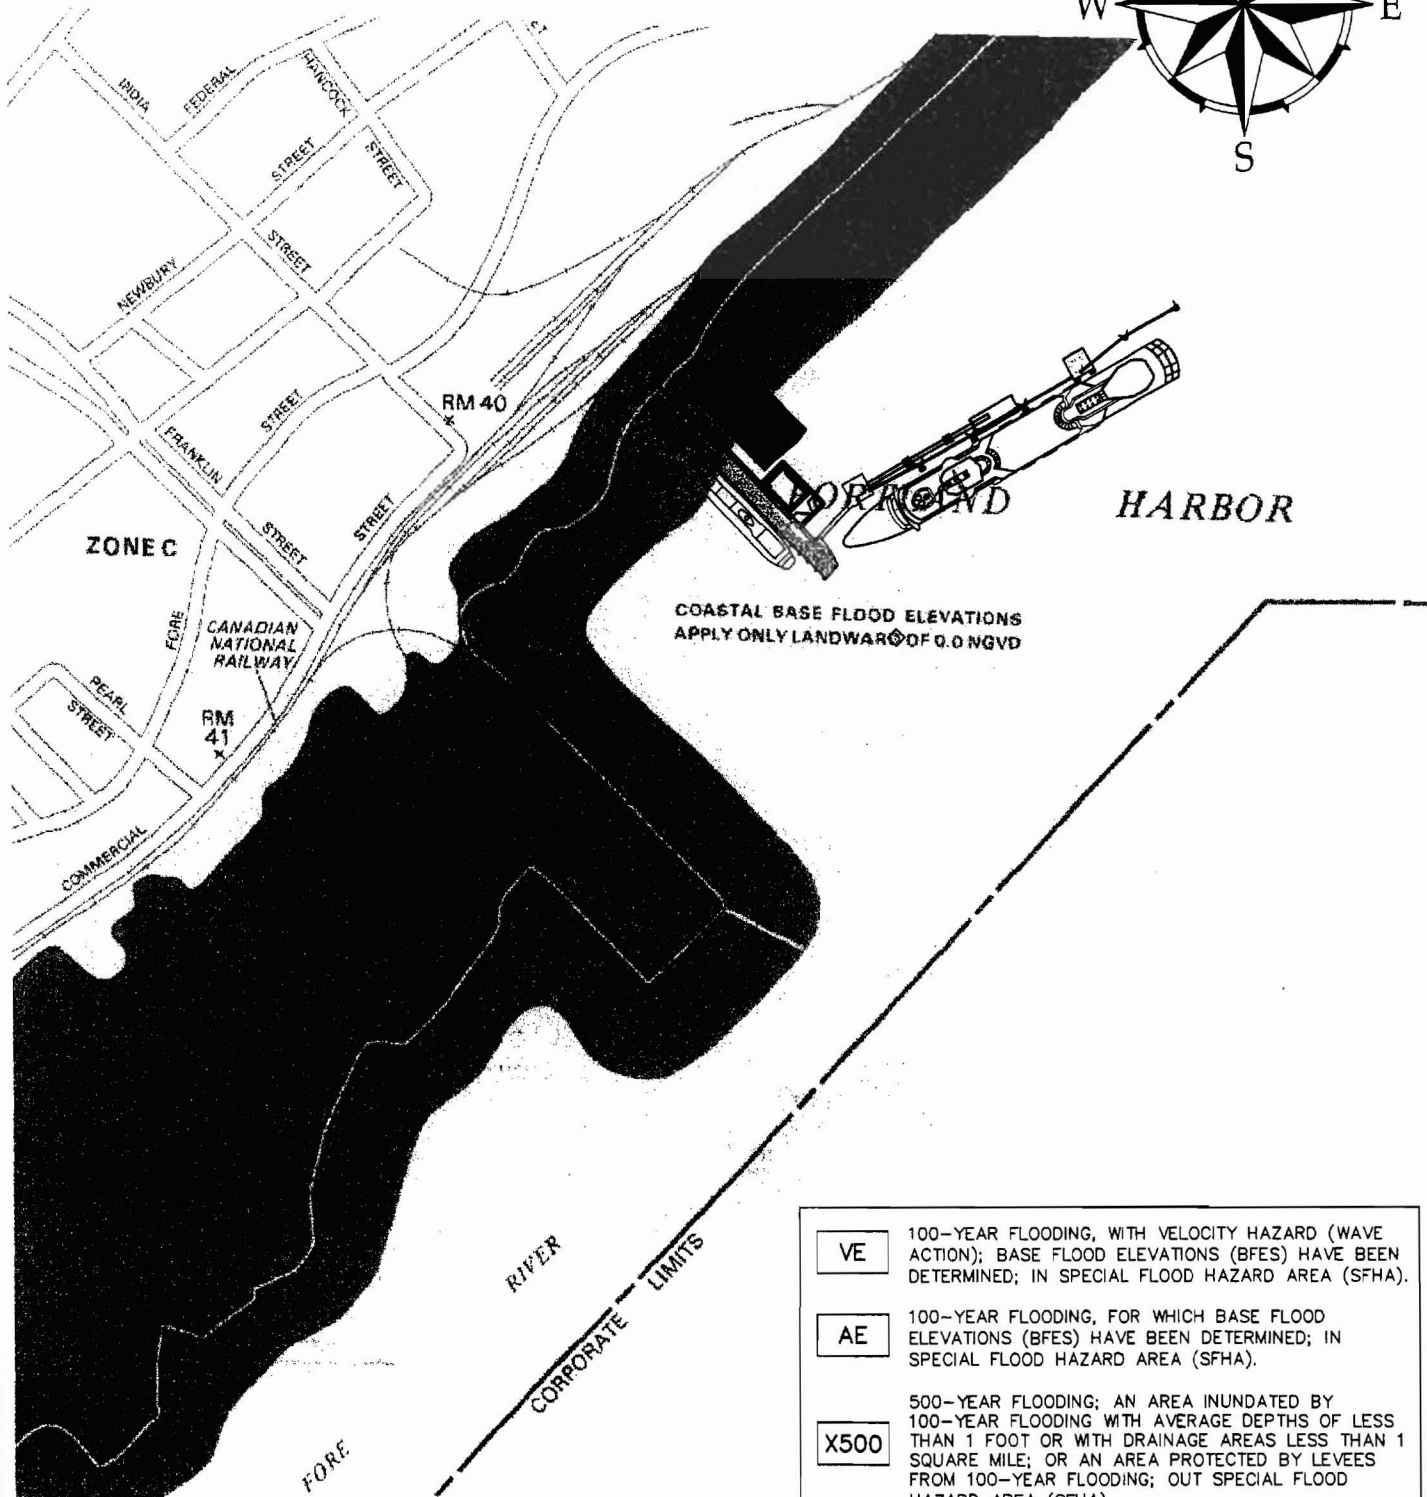 W
E
S
ST.
INDIA
FEDERAL
HANCOCK
STREET
STREET
STREET
NEWBURY
STREET
RM 40
FRANKLIN
STREET
STREET
ZONE C
STREET
PORTLAND HARBOR
FORE
CANADIAN
NATIONAL
RAILWAY
COASTAL BASE FLOOD ELEVATIONS
APPLY ONLY LANDWARD OF 0.0 NGVD
PEARL
STREET
RM
41
COMMERCIAL
RIVER
FORE
CORPORATE LIMITS
VE
100-YEAR FLOODING, WITH VELOCITY HAZARD (WAVE
ACTION); BASE FLOOD ELEVATIONS (BFES) HAVE BEEN
DETERMINED; IN SPECIAL FLOOD HAZARD AREA (SFHA).
AE
100-YEAR FLOODING, FOR WHICH BASE FLOOD
ELEVATIONS (BFES) HAVE BEEN DETERMINED; IN
SPECIAL FLOOD HAZARD AREA (SFHA).
X500
500-YEAR FLOODING; AN AREA INUNDATED BY
100-YEAR FLOODING WITH AVERAGE DEPTHS OF LESS
THAN 1 FOOT OR WITH DRAINAGE AREAS LESS THAN 1
SQUARE MILE; OR AN AREA PROTECTED BY LEVEES
FROM 100-YEAR FLOODING; OUT SPECIAL FLOOD
HAZARD AREA (SFHA)